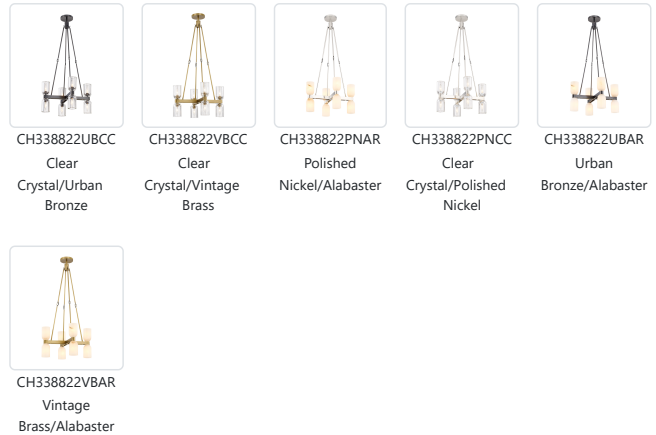 CH338822UBCC
Clear
Crystal/Urban
Bronze
CH338822VBCC
Clear
Crystal/Vintage
Brass
CH338822PNAR
Polished
Nickel/Alabaster
CH338822PNCC
Clear
Crystal/Polished
Nickel
CH338822UBAR
Urban
Bronze/Alabaster
CH338822VBAR
Vintage
Brass/Alabaster